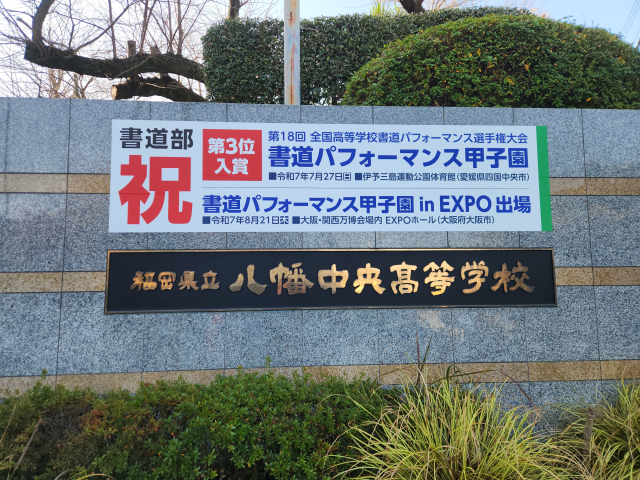 書道部
祝
第3位
入賞
第18回 全国高等学校書道パフォーマンス選手権大会
書道パフォーマンス甲子園
■令和7年7月27日㊐ ■伊予三島運動公園体育館(愛媛県四国中央市)
書道パフォーマンス甲子園 in EXPO 出場
■令和7年8月21日㊍ ■大阪・関西万博会場内 EXPOホール(大阪府大阪市)
福岡県立 八幡中央高等学校